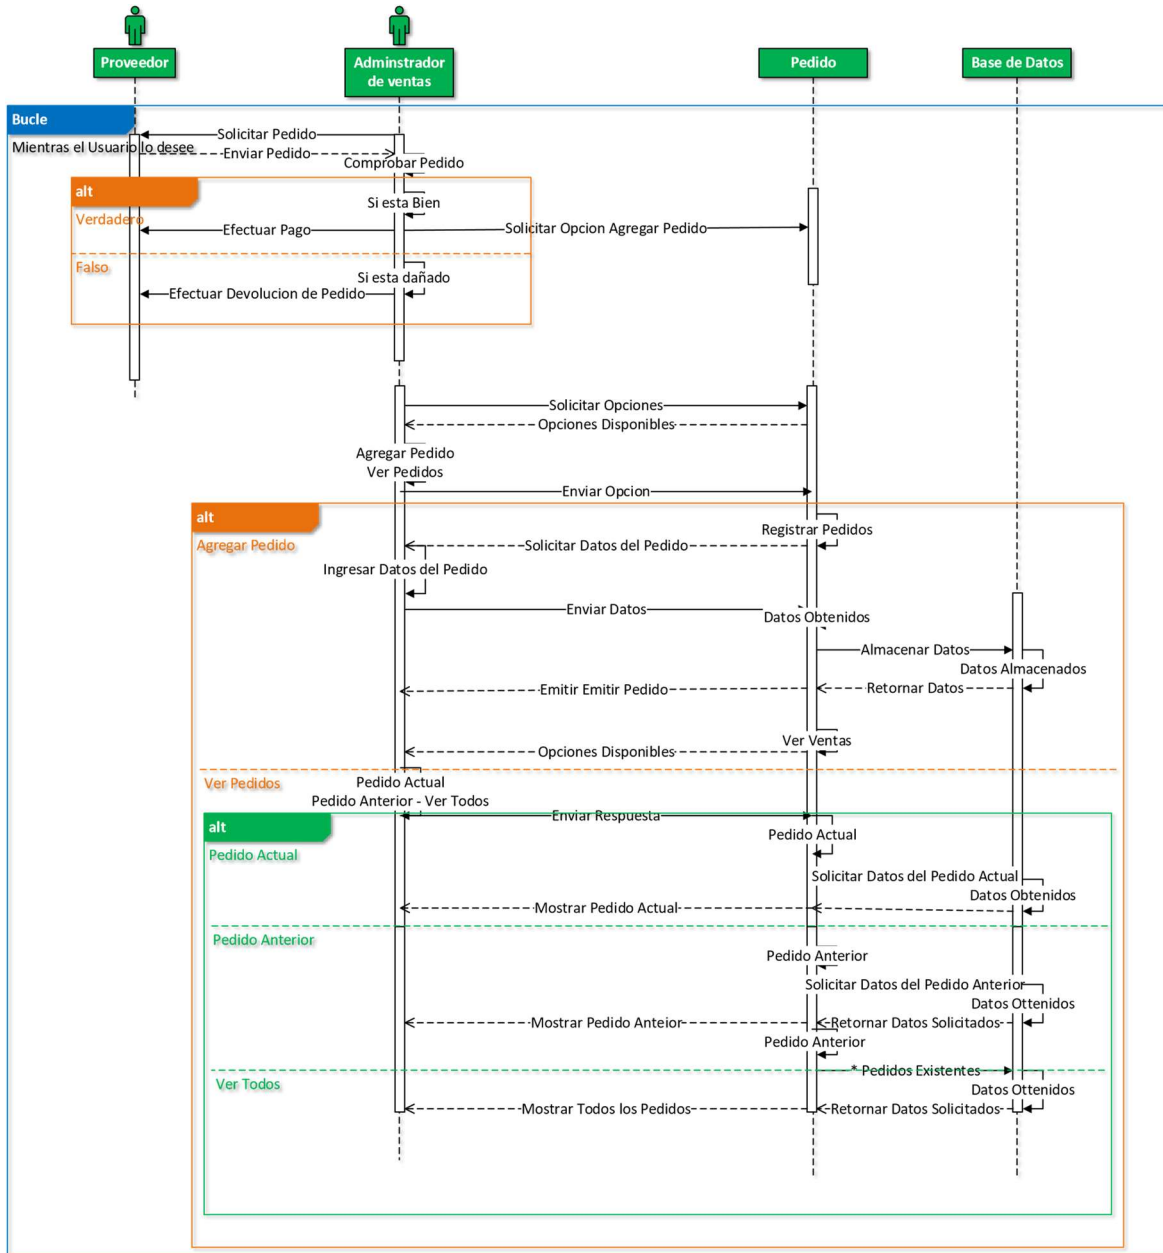 Proveedor
Adminstrador
de ventas
Pedido
Base de Datos
Bucle
Mientras el Usuario lo desee
Solicitar Pedido
Enviar Pedido
Comprobar Pedido
alt
Si esta Bien
Verdadero
Efectuar Pago
Solicitar Opcion Agregar Pedido
Falso
Si esta dañado
Efectuar Devolucion de Pedido
Solicitar Opciones
Opciones Disponibles
Agregar Pedido
Ver Pedidos
Enviar Opcion
alt
Registrar Pedidos
Agregar Pedido
Solicitar Datos del Pedido
Ingresar Datos del Pedido
Enviar Datos
Datos Obtenidos
Almacenar Datos
Datos Almacenados
Retornar Datos
Emitir Emitir Pedido
Ver Ventas
Opciones Disponibles
Ver Pedidos
Pedido Actual
Pedido Anterior - Ver Todos
Enviar Respuesta
alt
Pedido Actual
Pedido Actual
Solicitar Datos del Pedido Actual
Datos Obtenidos
Mostrar Pedido Actual
Pedido Anterior
Pedido Anterior
Solicitar Datos del Pedido Anterior
Datos Ottenidos
Mostrar Pedido Anteior
Retornar Datos Solicitados
Pedido Anterior
* Pedidos Existentes
Ver Todos
Datos Ottenidos
Mostrar Todos los Pedidos
Retornar Datos Solicitados